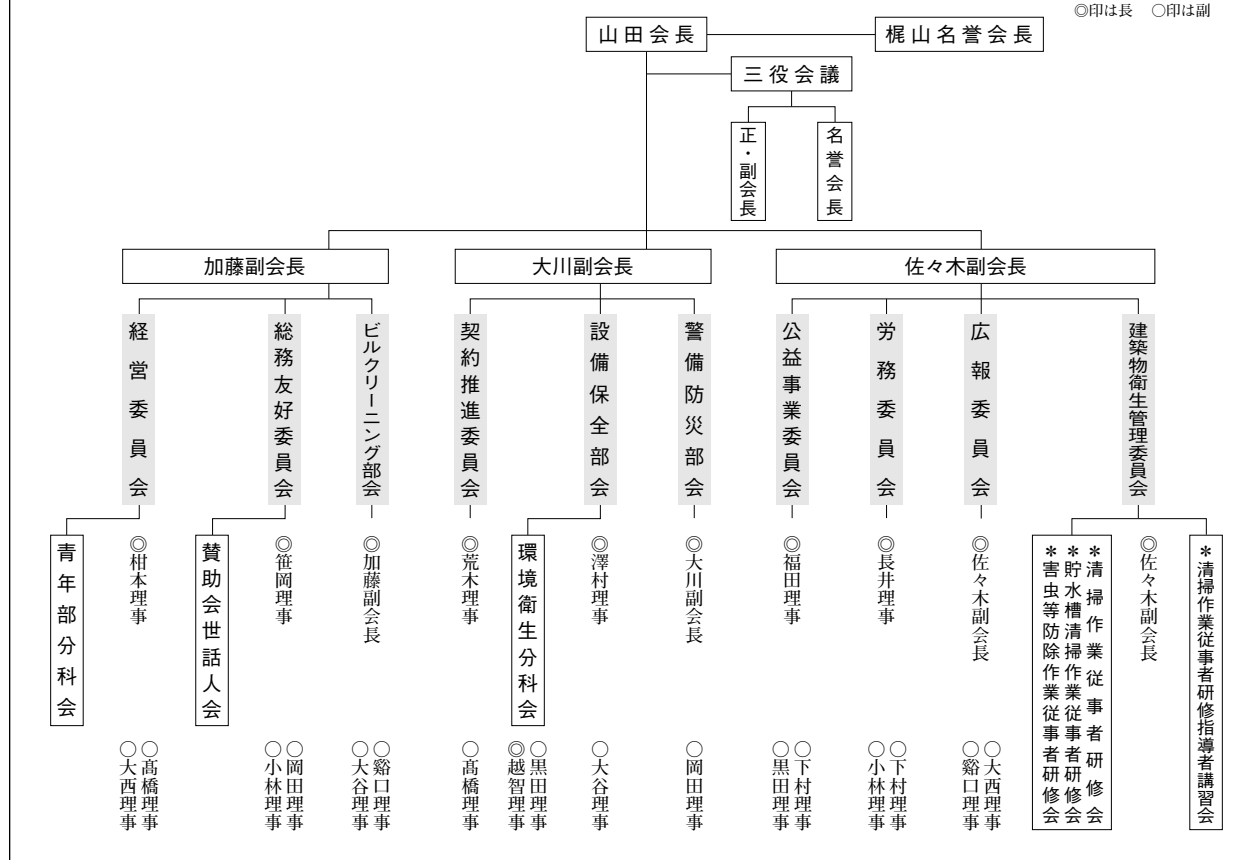 ◎印は長　○印は副
山田会長
梶山名誉会長
三役会議
正・副会長
名誉会長
加藤副会長
大川副会長
佐々木副会長
経営委員会
総務友好委員会
ビルクリーニング部会
契約推進委員会
設備保全部会
警備防災部会
公益事業委員会
労務委員会
広報委員会
建築物衛生管理委員会
青年部分科会
◎柑本理事
賛助会世話人会
◎笹岡理事
◎加藤副会長
◎荒木理事
環境衛生分科会
◎澤村理事
◎大川副会長
◎福田理事
◎長井理事
◎佐々木副会長
＊清掃作業従事者研修会
＊貯水槽清掃作業従事者研修会
＊害虫等防除作業従事者研修会
◎佐々木副会長
＊清掃作業従事者研修指導者講習会
○髙橋理事
○大西理事
○岡田理事
○小林理事
○谿口理事
○大谷理事
○髙橋理事
○黒田理事
◎越智理事
○大谷理事
○岡田理事
○下村理事
○黒田理事
○下村理事
○小林理事
○大西理事
○谿口理事